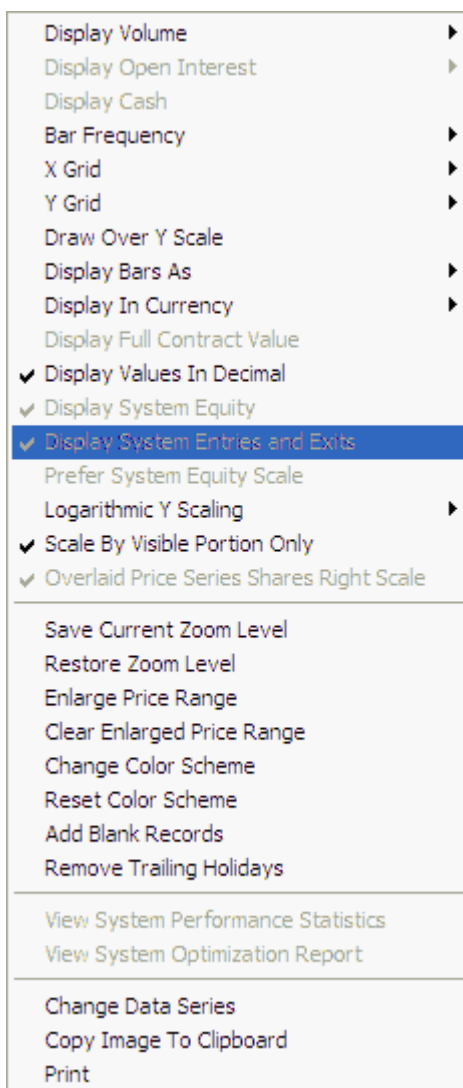 Display Volume
Display Open Interest
Display Cash
Bar Frequency
X Grid
Y Grid
Draw Over Y Scale
Display Bars As
Display In Currency
Display Full Contract Value
Display Values In Decimal
Display System Equity
Display System Entries and Exits
Prefer System Equity Scale
Logarithmic Y Scaling
Scale By Visible Portion Only
Overlaid Price Series Shares Right Scale
Save Current Zoom Level
Restore Zoom Level
Enlarge Price Range
Clear Enlarged Price Range
Change Color Scheme
Reset Color Scheme
Add Blank Records
Remove Trailing Holidays
View System Performance Statistics
View System Optimization Report
Change Data Series
Copy Image To Clipboard
Print